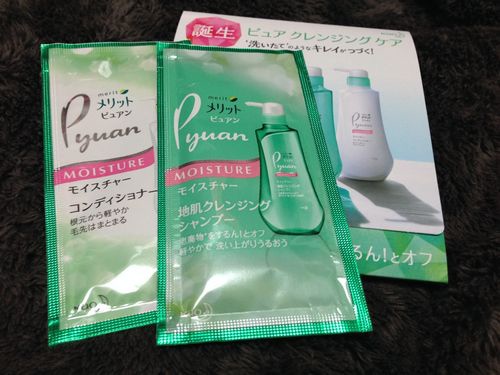 誕生
ピュア クレンジング ケア
"洗いたて"のような キレイがつづく!
するん!とオフ
merit
メリット
ピュアン
Pyuan
MOISTURE
モイスチャー
コンディショナー
根元から軽やか
毛先はまとまる
Kao
merit
メリット
ピュアン
Pyuan
MOISTURE
モイスチャー
地肌クレンジング
シャンプー
悪魔物*をするん!とオフ
軽やかで 洗い上がりうるおう
Kao